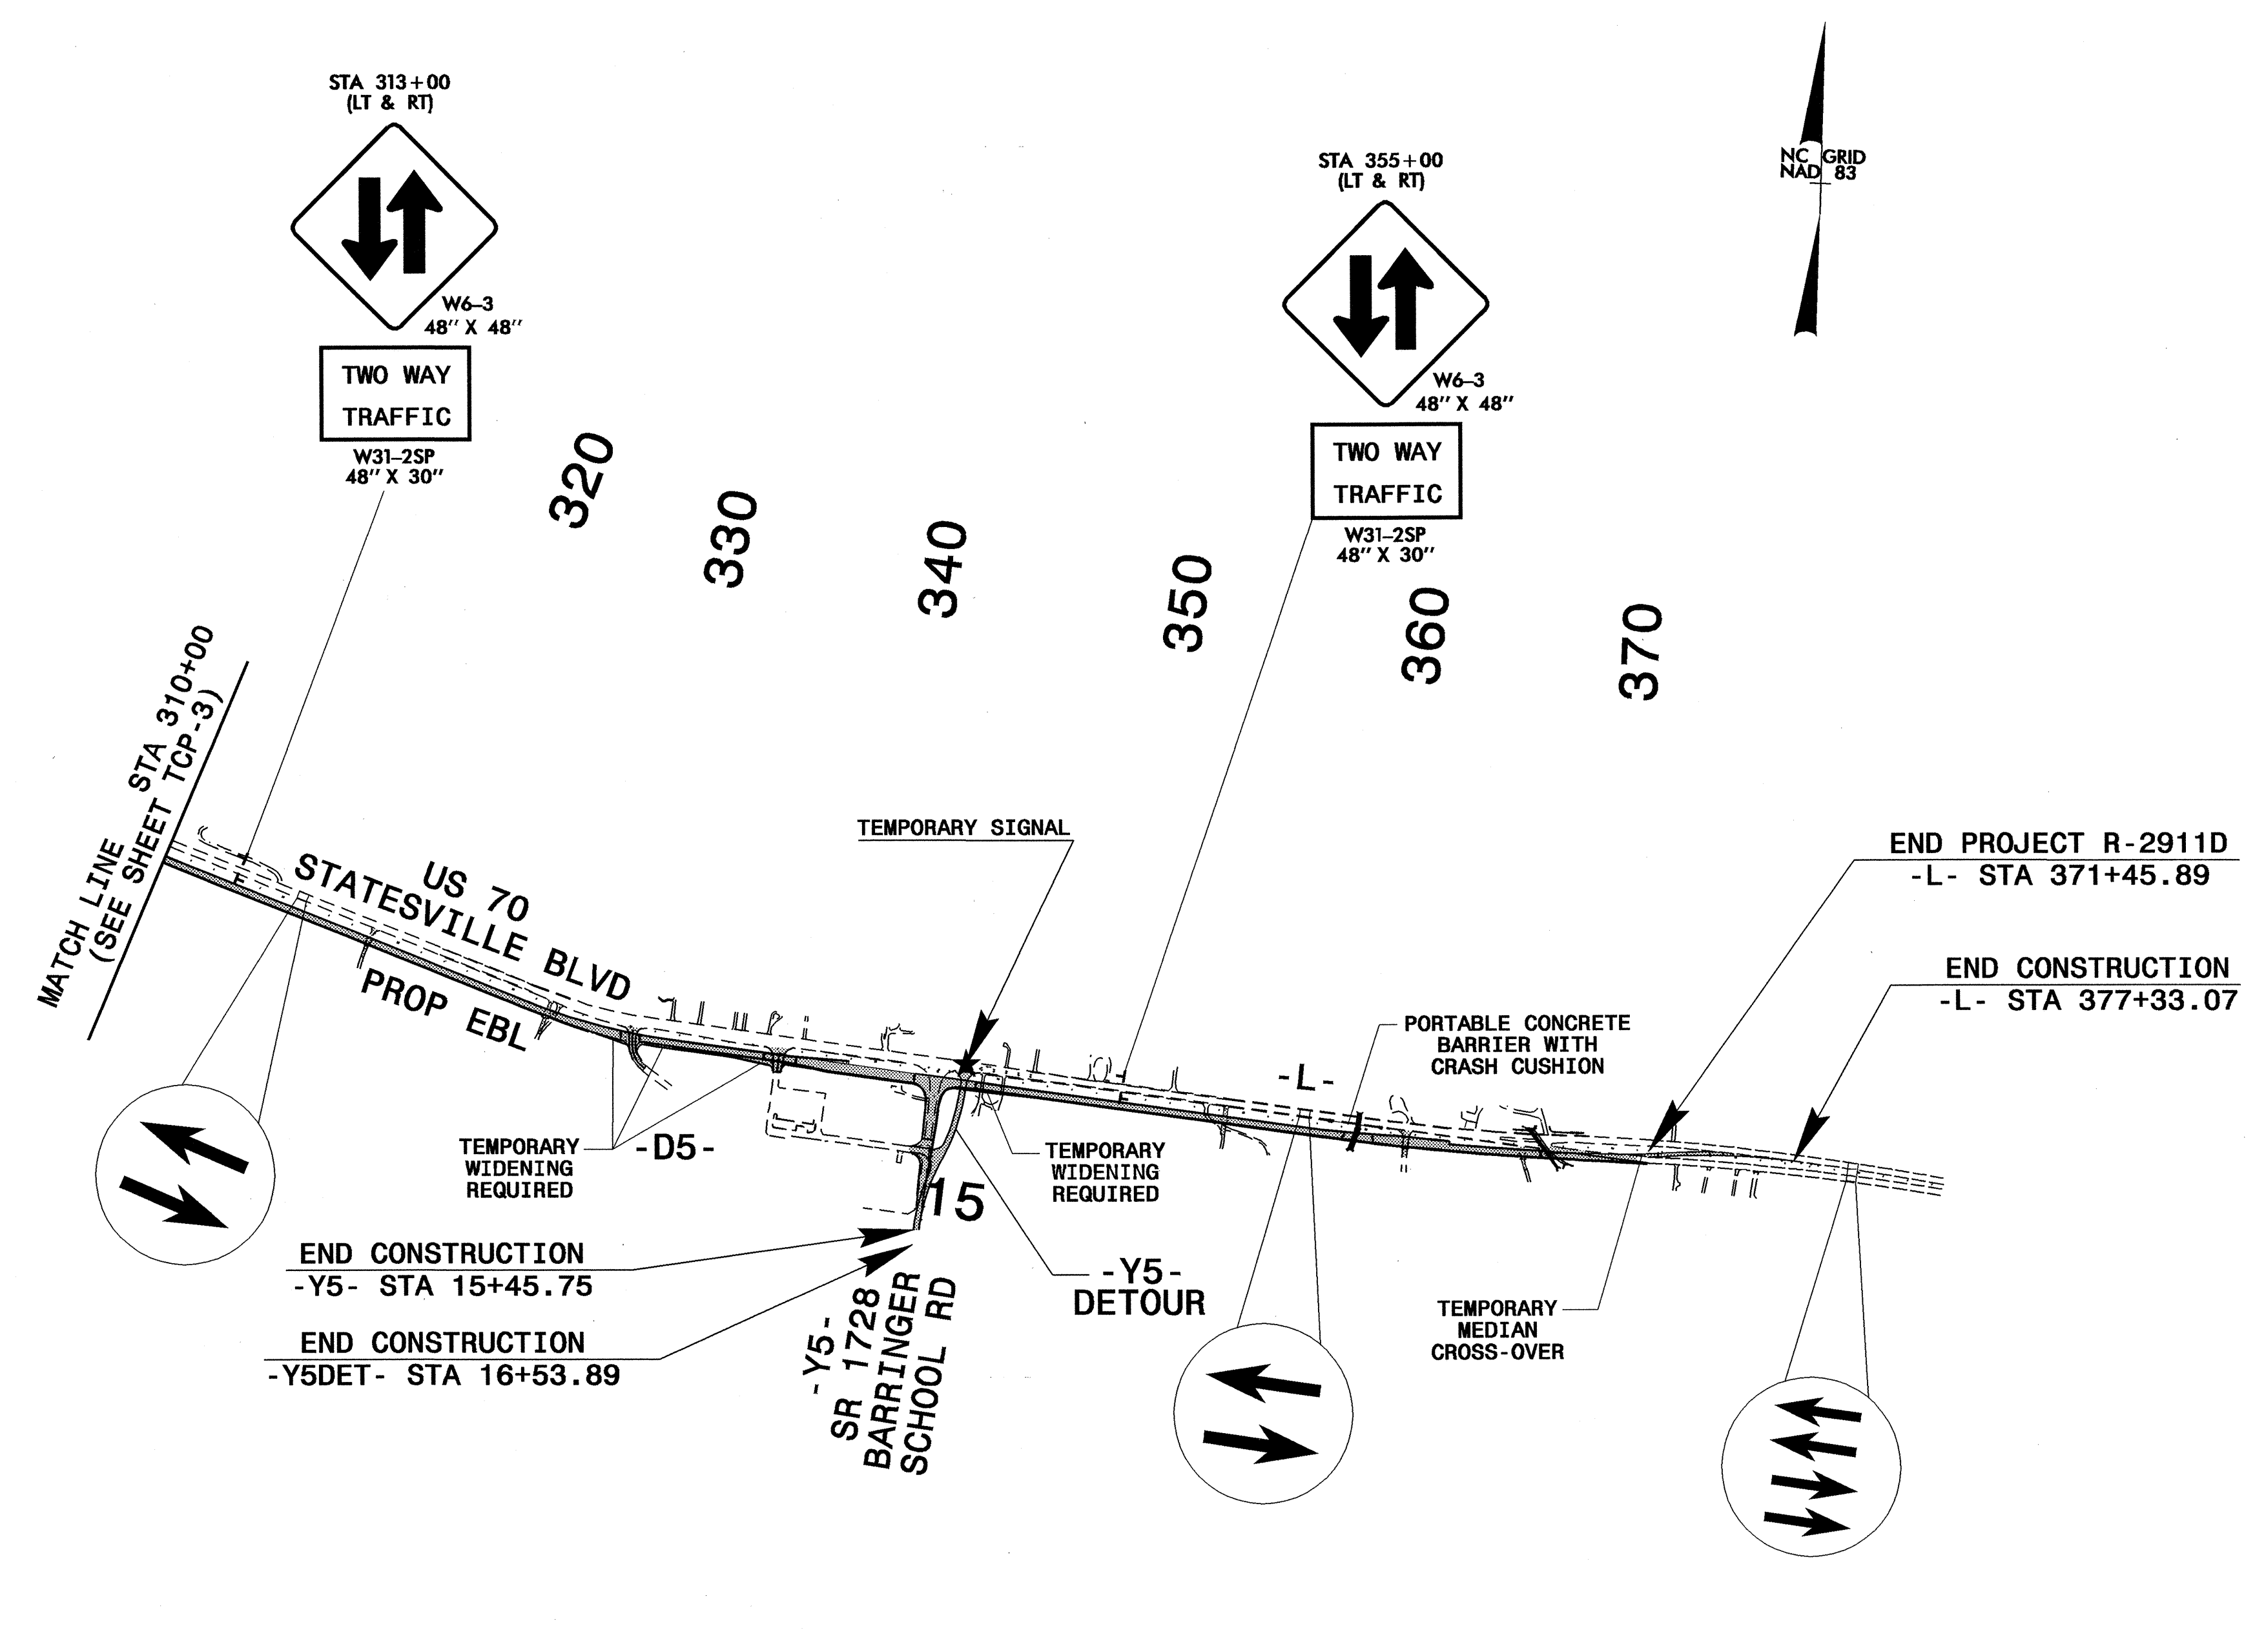 STA 313+00
(LT & RT)
W6-3
48" X 48"
TWO WAY
TRAFFIC
W31-2SP
48" X 30"
STA 355+00
(LT & RT)
W6-3
48" X 48"
TWO WAY
TRAFFIC
W31-2SP
48" X 30"
NC GRID
NAD 83
320
330
340
350
360
370
MATCH LINE STA 310+00
(SEE SHEET TCP-3)
US 70
STATESVILLE BLVD
PROP EBL
TEMPORARY SIGNAL
END PROJECT R-2911D
-L- STA 371+45.89
END CONSTRUCTION
-L- STA 377+33.07
PORTABLE CONCRETE
BARRIER WITH
CRASH CUSHION
-L-
TEMPORARY
WIDENING
REQUIRED
-D5-
TEMPORARY
WIDENING
REQUIRED
15
END CONSTRUCTION
-Y5- STA 15+45.75
END CONSTRUCTION
-Y5DET- STA 16+53.89
-Y5-
SR 1728
BARRINGER
SCHOOL RD
-Y5-
DETOUR
TEMPORARY
MEDIAN
CROSS-OVER